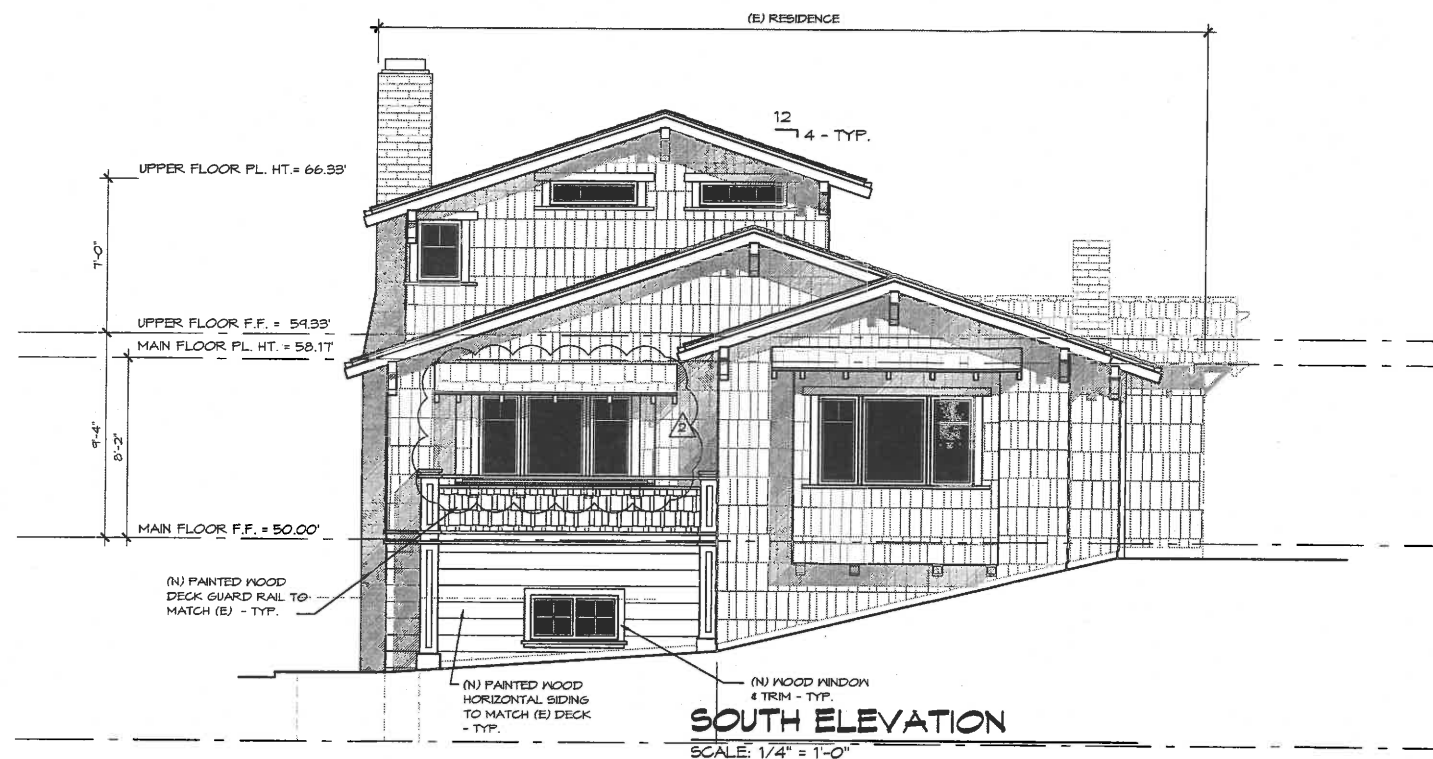 (E) RESIDENCE
12
4 - TYP.
UPPER FLOOR PL. HT.= 66.33'
7'-0"
UPPER FLOOR F.F. = 59.33'
MAIN FLOOR PL. HT. = 58.17'
9'-4"
8'-2"
2
MAIN FLOOR F.F. = 50.00'
(N) PAINTED WOOD
DECK GUARD RAIL TO
MATCH (E) - TYP.
(N) PAINTED WOOD
HORIZONTAL SIDING
TO MATCH (E) DECK
- TYP.
(N) WOOD WINDOW
& TRIM - TYP.
SOUTH ELEVATION
SCALE: 1/4" = 1'-0"